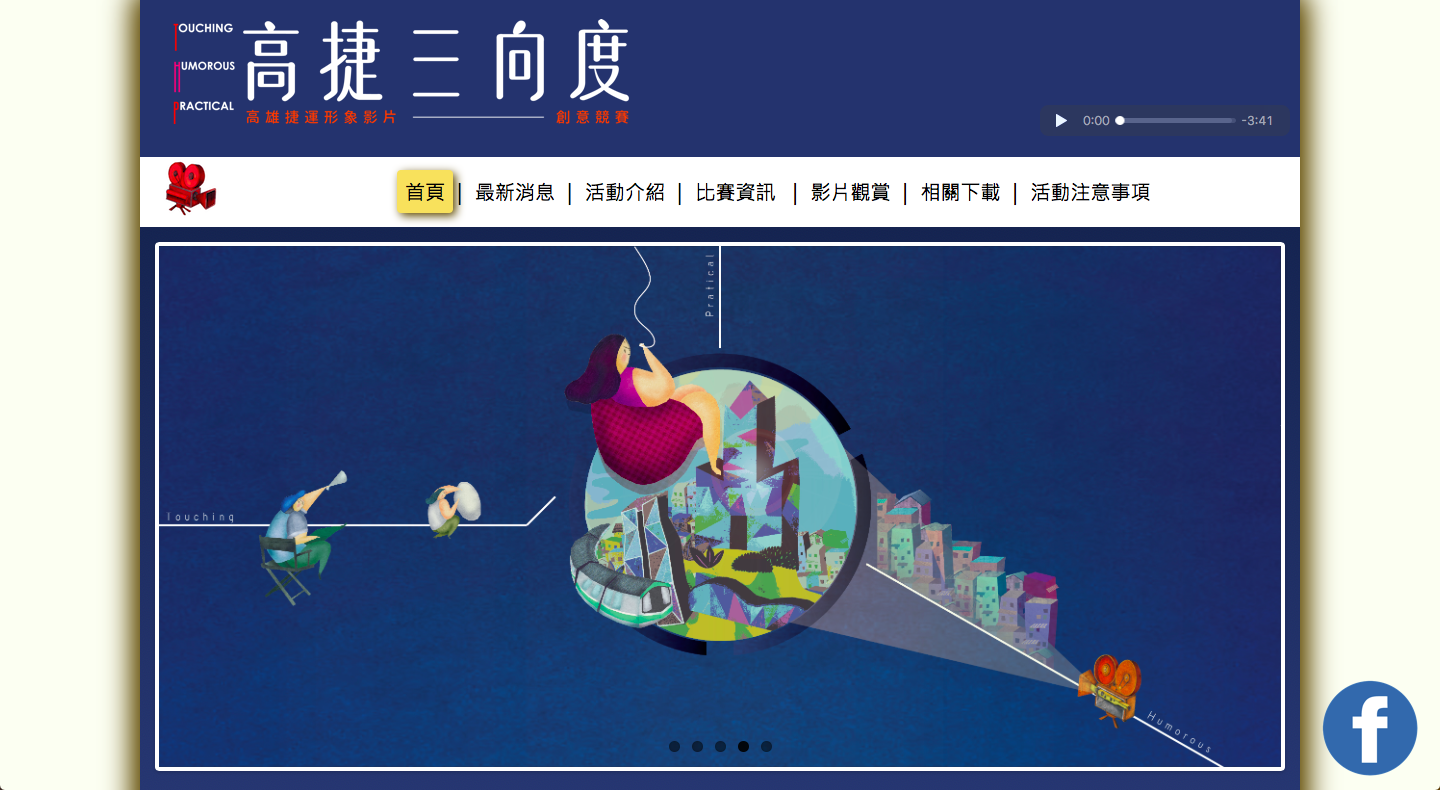 TOUCHING
HUMOROUS
PRACTICAL
高捷三向度
高雄捷運形象影片 創意競賽
0:00 -3:41
首頁 | 最新消息 | 活動介紹 | 比賽資訊 | 影片觀賞 | 相關下載 | 活動注意事項
Pratical
Touching
Humorous
f